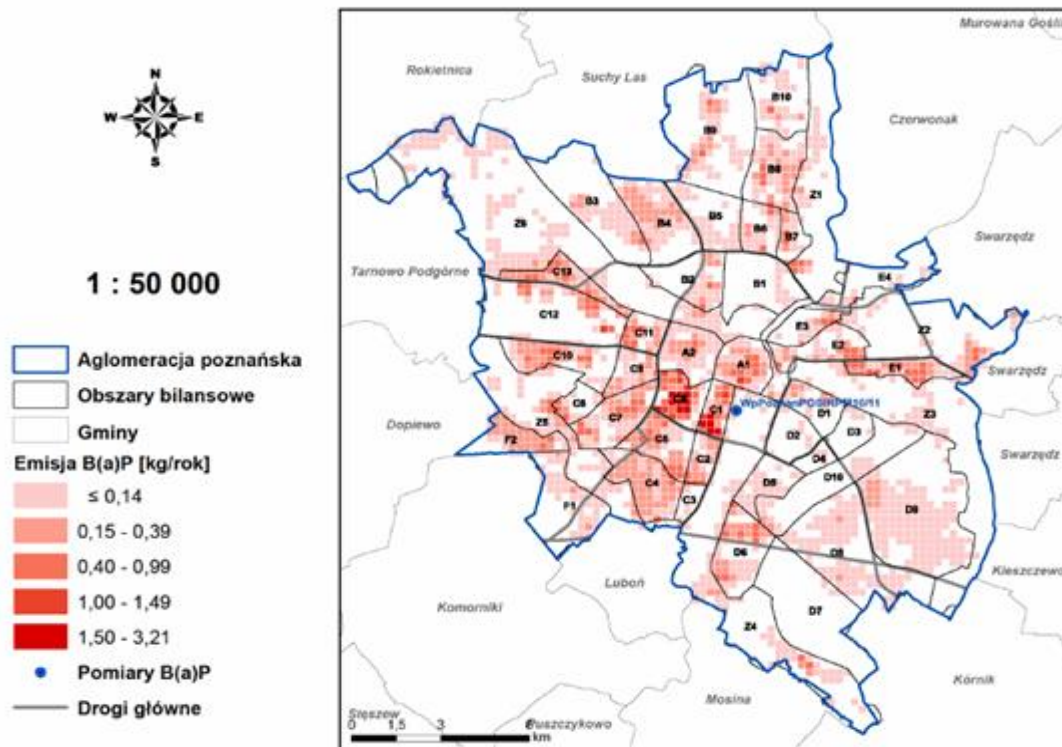 N
W E
S
1 : 50 000
Aglomeracja poznańska
Obszary bilansowe
Gminy
Emisja B(a)P [kg/rok]
≤ 0,14
0,15 - 0,39
0,40 - 0,99
1,00 - 1,49
1,50 - 3,21
Pomiary B(a)P
Drogi główne
Murowana Gośli
Rokietnica
Suchy Las
Czerwonak
B10
B9
B8
Z1
B3
B4
B5
B6
B7
Z6
Swarzędz
Tarnowo Podgórne
C13
B2
B1
E4
C12
C11
E3
Z2
A2
E2
C10
C9
A1
E1
Swarzędz
C8
C1
Dopiewo
Z5
C7
D1
Z3
F2
C5
D2
D3
Swarzędz
C2
D4
C4
D5
D10
C3
F1
D9
D6
D8
Kleszczewo
Luboń
Komorniki
D7
Z4
Kórnik
Mosina
Stęszew
Puszczykowo
0 1,5 3 6
km